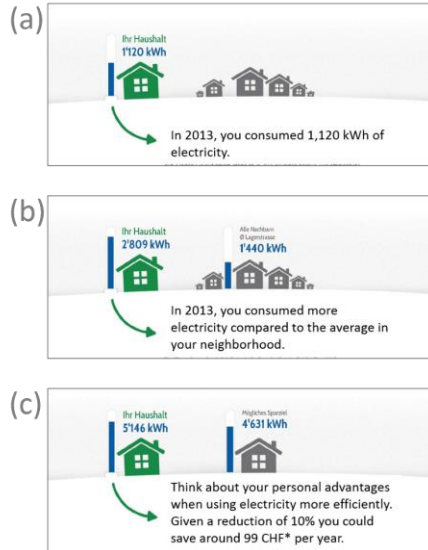 (a)
Ihr Haushalt
1'120 kWh
In 2013, you consumed 1,120 kWh of
electricity.
(b)
Ihr Haushalt
2'809 kWh
Alle Nachbarn
Ø Lagerstrasse
1'440 kWh
In 2013, you consumed more
electricity compared to the average in
your neighborhood.
(c)
Ihr Haushalt
5'146 kWh
Mögliches Sparziel
4'631 kWh
Think about your personal advantages
when using electricity more efficiently.
Given a reduction of 10% you could
save around 99 CHF* per year.